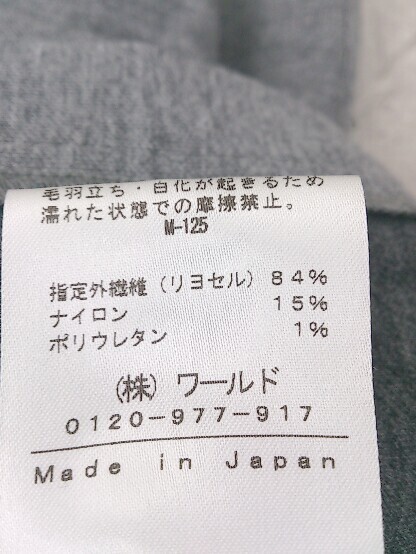 毛羽立ち・白化が起きるため
濡れた状態での摩擦禁止。
M-125
指定外繊維（リヨセル） 84%
ナイロン 15%
ポリウレタン 1%
（株）ワールド
0120-977-917
Made in Japan